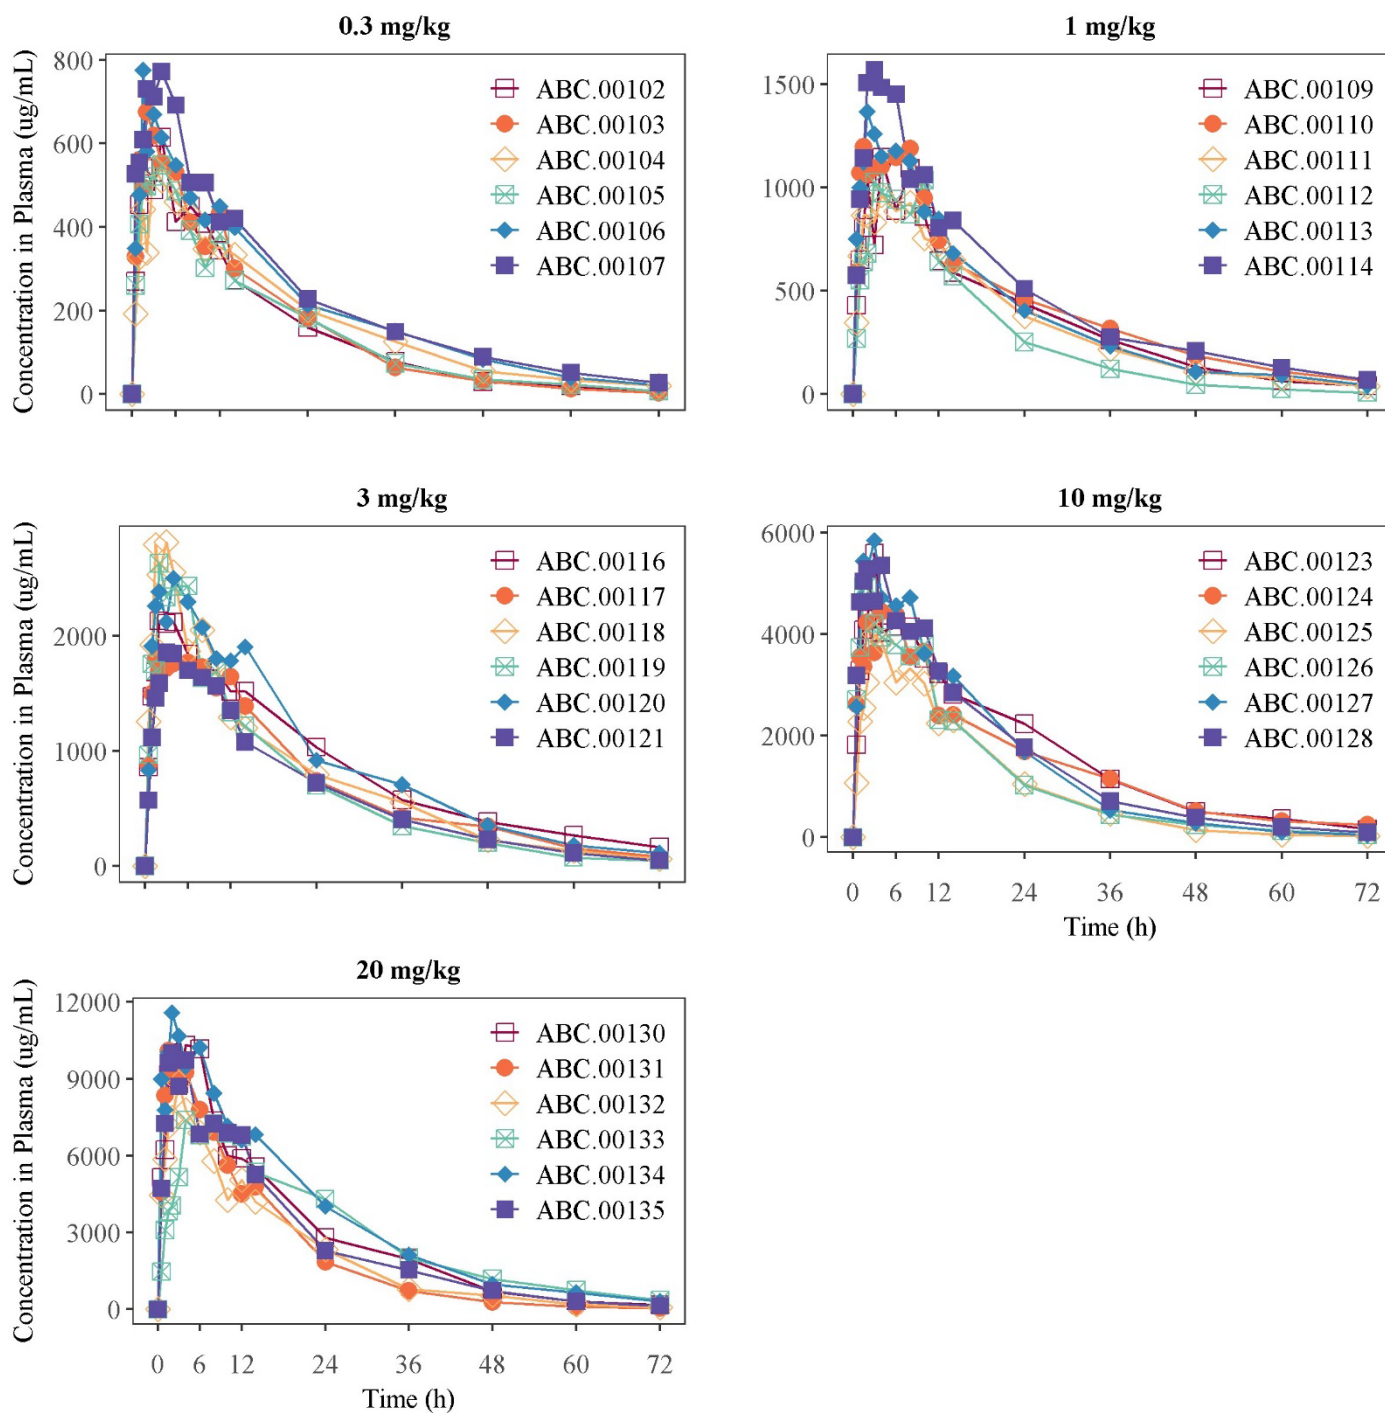 0.3 mg/kg
Concentration in Plasma (ug/mL)
800
600
400
200
0
ABC.00102
ABC.00103
ABC.00104
ABC.00105
ABC.00106
ABC.00107
1 mg/kg
1500
1000
500
0
ABC.00109
ABC.00110
ABC.00111
ABC.00112
ABC.00113
ABC.00114
3 mg/kg
Concentration in Plasma (ug/mL)
2000
1000
0
ABC.00116
ABC.00117
ABC.00118
ABC.00119
ABC.00120
ABC.00121
10 mg/kg
6000
4000
2000
0
ABC.00123
ABC.00124
ABC.00125
ABC.00126
ABC.00127
ABC.00128
0 6 12 24 36 48 60 72
Time (h)
20 mg/kg
Concentration in Plasma (ug/mL)
12000
9000
6000
3000
0
ABC.00130
ABC.00131
ABC.00132
ABC.00133
ABC.00134
ABC.00135
0 6 12 24 36 48 60 72
Time (h)